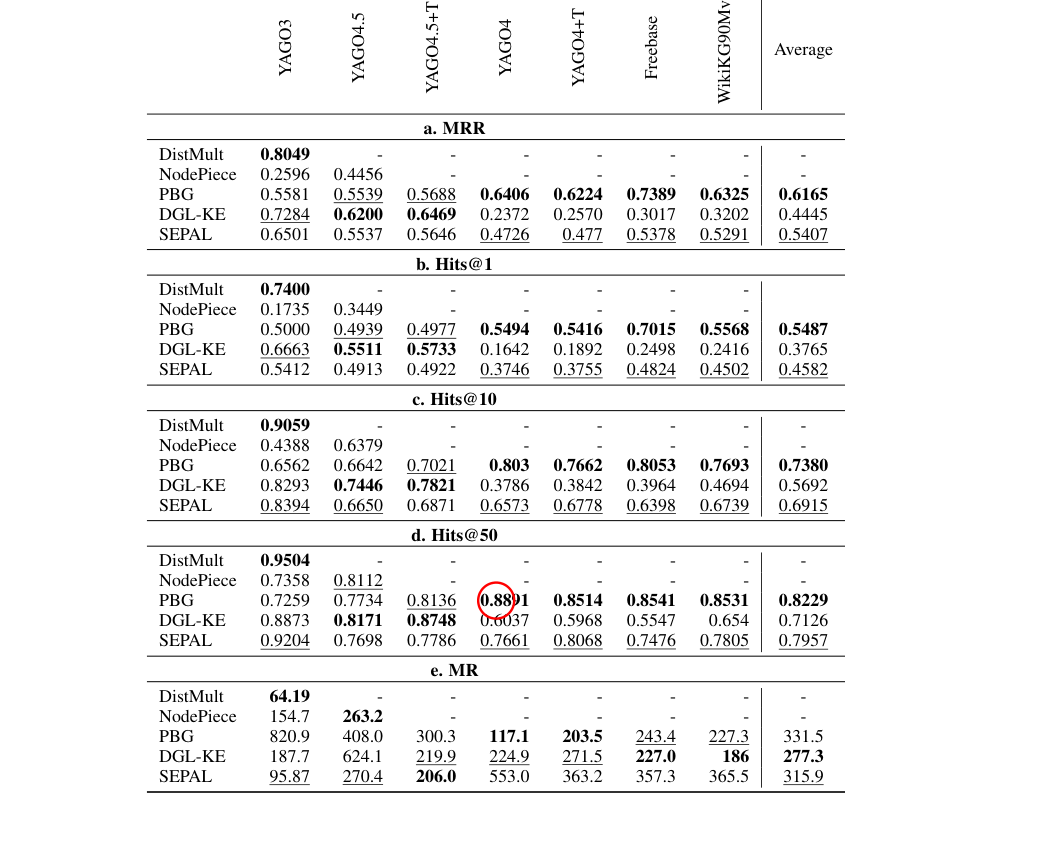 YAGO3 YAGO4.5 YAGO4.5+T YAGO4 YAGO4+T Freebase WikiKG90Mv Average
a. MRR
DistMult 0.8049 - - - - - - -
NodePiece 0.2596 0.4456 - - - - - -
PBG 0.5581 0.5539 0.5688 0.6406 0.6224 0.7389 0.6325 0.6165
DGL-KE 0.7284 0.6200 0.6469 0.2372 0.2570 0.3017 0.3202 0.4445
SEPAL 0.6501 0.5537 0.5646 0.4726 0.477 0.5378 0.5291 0.5407
b. Hits@1
DistMult 0.7400 - - - - - -
NodePiece 0.1735 0.3449 - - - - -
PBG 0.5000 0.4939 0.4977 0.5494 0.5416 0.7015 0.5568 0.5487
DGL-KE 0.6663 0.5511 0.5733 0.1642 0.1892 0.2498 0.2416 0.3765
SEPAL 0.5412 0.4913 0.4922 0.3746 0.3755 0.4824 0.4502 0.4582
c. Hits@10
DistMult 0.9059 - - - - - - -
NodePiece 0.4388 0.6379 - - - - - -
PBG 0.6562 0.6642 0.7021 0.803 0.7662 0.8053 0.7693 0.7380
DGL-KE 0.8293 0.7446 0.7821 0.3786 0.3842 0.3964 0.4694 0.5692
SEPAL 0.8394 0.6650 0.6871 0.6573 0.6778 0.6398 0.6739 0.6915
d. Hits@50
DistMult 0.9504 - - - - - - -
NodePiece 0.7358 0.8112 - - - - - -
PBG 0.7259 0.7734 0.8136 0.8891 0.8514 0.8541 0.8531 0.8229
DGL-KE 0.8873 0.8171 0.8748 0.6037 0.5968 0.5547 0.654 0.7126
SEPAL 0.9204 0.7698 0.7786 0.7661 0.8068 0.7476 0.7805 0.7957
e. MR
DistMult 64.19 - - - - - - -
NodePiece 154.7 263.2 - - - - - -
PBG 820.9 408.0 300.3 117.1 203.5 243.4 227.3 331.5
DGL-KE 187.7 624.1 219.9 224.9 271.5 227.0 186 277.3
SEPAL 95.87 270.4 206.0 553.0 363.2 357.3 365.5 315.9